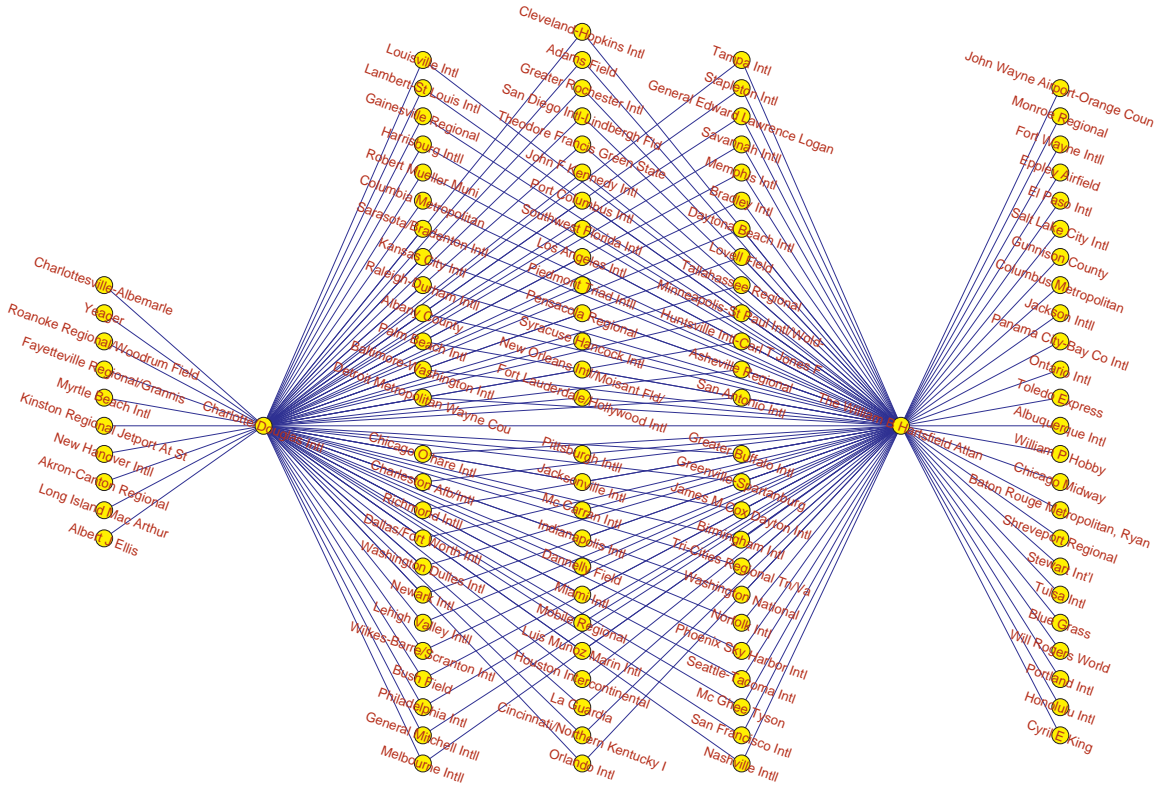 Charlottesville-Albemarle
Yeager
Roanoke Regional/Woodrum Field
Fayetteville Regional/Grannis
Myrtle Beach Intl
Kinston Regional Jetport At St
New Hanover Intll
Akron-Canton Regional
Long Island Mac Arthur
Albert J Ellis
Charlotte/Douglas Intl
Louisville Intl
Lambert-St Louis Intl
Gainesville Regional
Harrisburg Intll
Robert Mueller Muni
Columbia Metropolitan
Sarasota/Bradenton Intl
Kansas City Intl
Raleigh-Durham Intll
Albany County
Palm Beach Intl
Baltimore-Washington Intl
Detroit Metropolitan Wayne Cou
Chicago O'hare Intl
Charleston Afb/Intl
Richmond Intll
Dallas/Fort Worth Intl
Washington Dulles Intl
Newark Intl
Lehigh Valley Intll
Wilkes-Barre/Scranton Intl
Bush Field
Philadelphia Intl
General Mitchell Intll
Melbourne Intll
Cleveland-Hopkins Intl
Adams Field
Greater Rochester Intl
San Diego Intl-Lindbergh Fld
Theodore Francis Green State
John F Kennedy Intl
Port Columbus Intl
Southwest Florida Intl
Los Angeles Intl
Piedmont Triad Intll
Pensacola Regional
Syracuse Hancock Intl
New Orleans Intl/Moisant Fld/
Fort Lauderdale/Hollywood Intl
Pittsburgh Intll
Jacksonville Intl
Mc Carran Intl
Indianapolis Intl
Dannelly Field
Miami Intl
Mobile Regional
Luis Munoz Marin Intl
Houston Intercontinental
La Guardia
Cincinnati/Northern Kentucky I
Orlando Intl
Tampa Intl
Stapleton Intl
General Edward Lawrence Logan
Savannah Intll
Memphis Intl
Bradley Intl
Daytona Beach Intl
Lovell Field
Tallahassee Regional
Minneapolis-St Paul Intl/Wold-
Huntsville Intl-Carl T Jones F
Asheville Regional
San Antonio Intl
Greater Buffalo Intl
Greenville-Spartanburg
James M Cox Dayton Intl
Birmingham Intl
Tri-Cities Regional Tn/Va
Washington National
Norfolk Intl
Phoenix Sky Harbor Intl
Seattle-Tacoma Intl
Mc Ghee Tyson
San Francisco Intl
Nashville Intll
The William B Hartsfield Atlan
John Wayne Airport-Orange Coun
Monroe Regional
Fort Wayne Intll
Eppley Airfield
El Paso Intl
Salt Lake City Intl
Gunnison County
Columbus Metropolitan
Jackson Intll
Panama City-Bay Co Intl
Ontario Intl
Toledo Express
Albuquerque Intl
William P Hobby
Chicago Midway
Baton Rouge Metropolitan, Ryan
Shreveport Regional
Stewart Int'l
Tulsa Intl
Blue Grass
Will Rogers World
Portland Intl
Honolulu Intl
Cyril E King